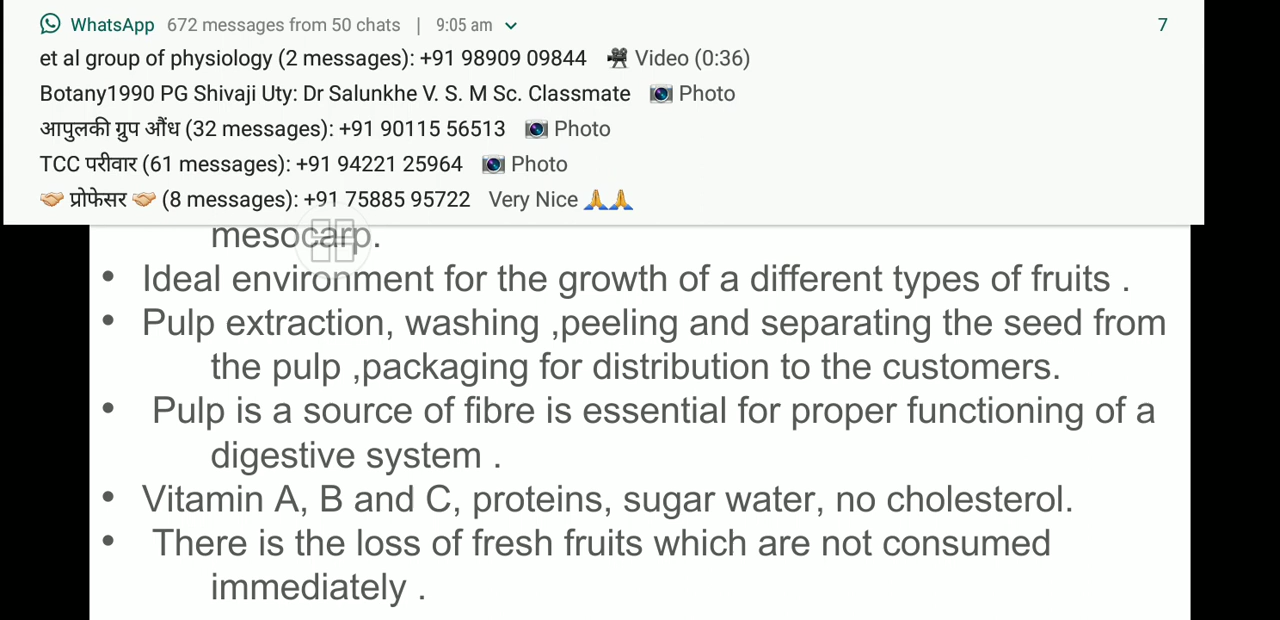 WhatsApp 672 messages from 50 chats | 9:05 am 7
et al group of physiology (2 messages): +91 98909 09844 Video (0:36)
Botany1990 PG Shivaji Uty: Dr Salunkhe V. S. M Sc. Classmate Photo
आपुलकी ग्रुप औंध (32 messages): +91 90115 56513 Photo
TCC परीवार (61 messages): +91 94221 25964 Photo
🤝 प्रोफेसर 🤝 (8 messages): +91 75885 95722 Very Nice 🙏🙏
mesocarp.
• Ideal environment for the growth of a different types of fruits .
• Pulp extraction, washing ,peeling and separating the seed from
the pulp ,packaging for distribution to the customers.
• Pulp is a source of fibre is essential for proper functioning of a
digestive system .
• Vitamin A, B and C, proteins, sugar water, no cholesterol.
• There is the loss of fresh fruits which are not consumed
immediately .